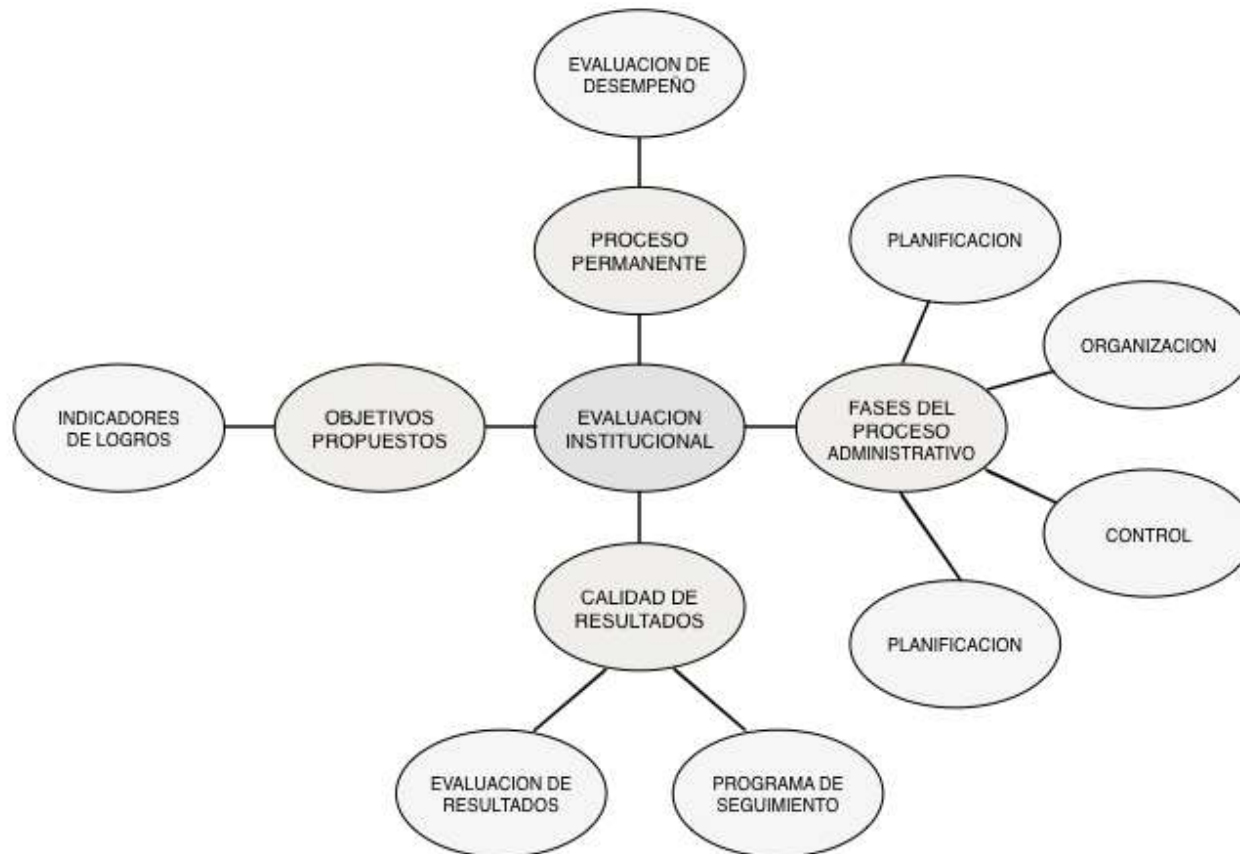 EVALUACION DE
DESEMPEÑO
PROCESO
PERMANENTE
PLANIFICACION
ORGANIZACION
INDICADORES
DE LOGROS
OBJETIVOS
PROPUESTOS
EVALUACION
INSTITUCIONAL
FASES DEL
PROCESO
ADMINISTRATIVO
CONTROL
CALIDAD DE
RESULTADOS
PLANIFICACION
EVALUACION DE
RESULTADOS
PROGRAMA DE
SEGUIMIENTO